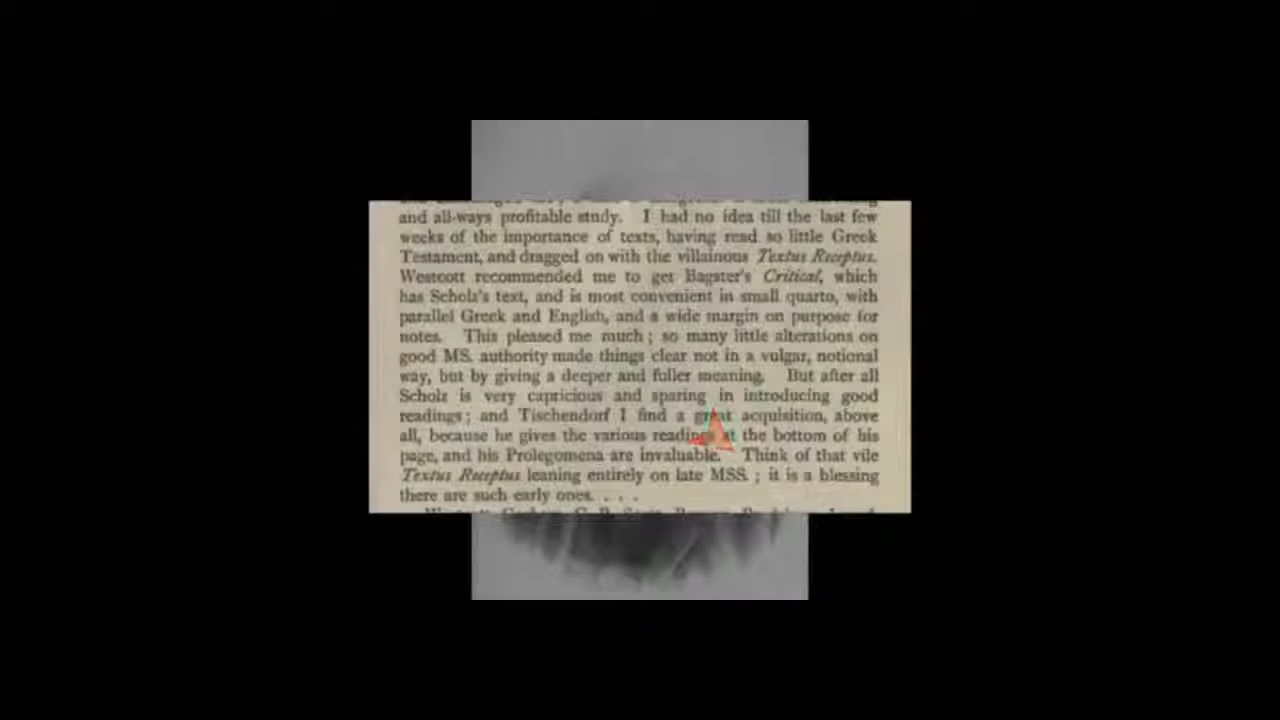 and all-ways profitable study. I had no idea till the last few
weeks of the importance of texts, having read so little Greek
Testament, and dragged on with the villainous Textus Receptus.
Westcott recommended me to get Bagster's Critical, which
has Scholz's text, and is most convenient in small quarto, with
parallel Greek and English, and a wide margin on purpose for
notes. This pleased me much; so many little alterations on
good MS. authority made things clear not in a vulgar, notional
way, but by giving a deeper and fuller meaning. But after all
Scholz is very capricious and sparing in introducing good
readings; and Tischendorf I find a great acquisition, above
all, because he gives the various readings at the bottom of his
page, and his Prolegomena are invaluable. Think of that vile
Textus Receptus leaning entirely on late MSS.; it is a blessing
there are such early ones. . . .